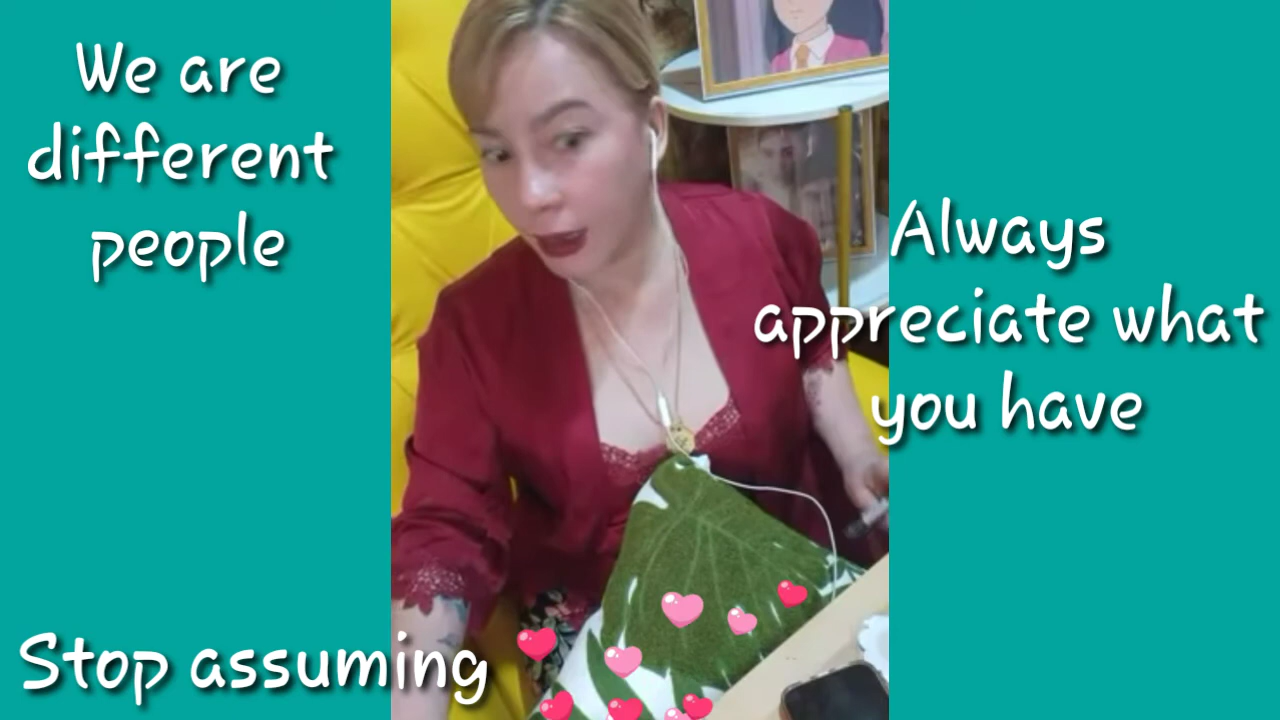 We are
different
people
Always
appreciate what
you have
Stop assuming